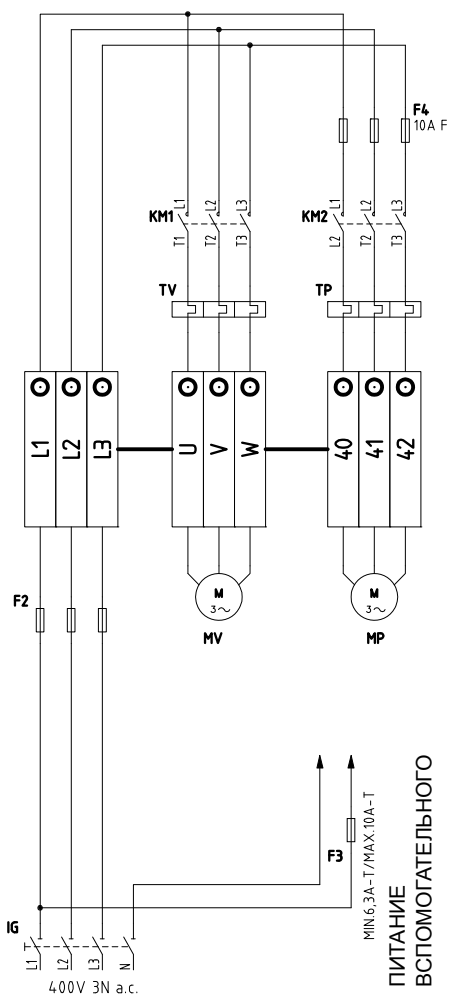 F4
10A F
KM1
L1
L2
L3
T1
T2
T3
KM2
L1
L2
L3
L2
T2
T3
TV
TP
L1
L2
L3
U
V
W
40
41
42
F2
M
3~
MV
M
3~
MP
F3
MIN.6,3A-T/MAX.10A-T
ПИТАНИЕ
ВСПОМОГАТЕЛЬНОГО
IG
L1
L2
L3
N
400V 3N a.c.